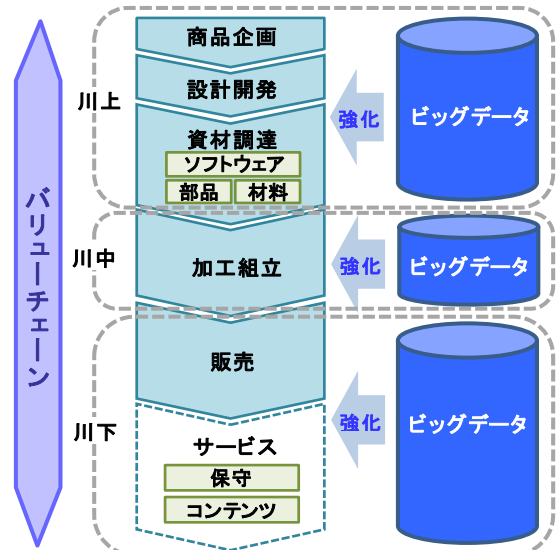 バリューチェーン
川上
商品企画
設計開発
資材調達
ソフトウェア
部品 材料
強化
ビッグデータ
川中
加工組立
強化
ビッグデータ
川下
販売
サービス
保守
コンテンツ
強化
ビッグデータ